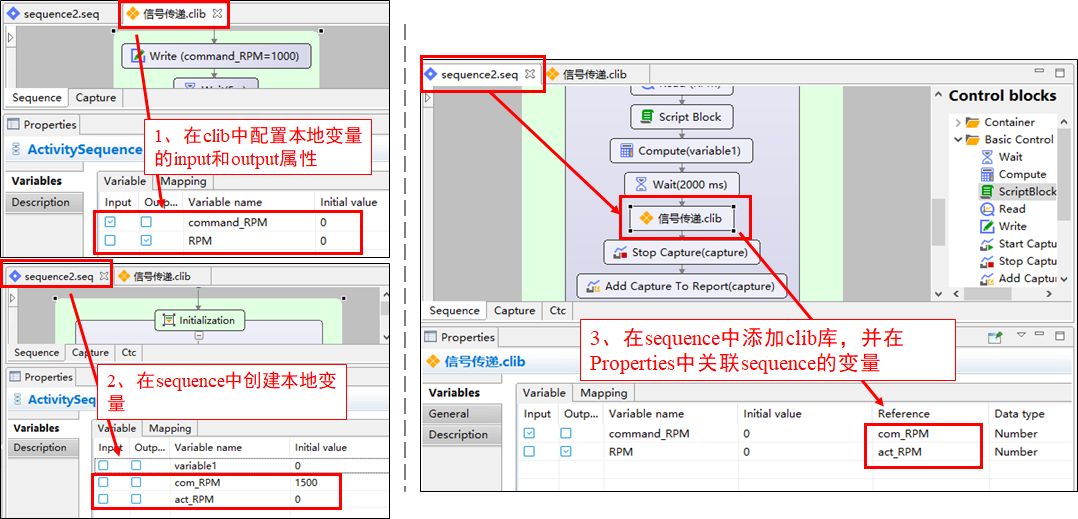 sequence2.seq
信号传递.clib
Write (command_RPM=1000)
Sequence
Capture
Properties
1、在clib中配置本地变量
的input和output属性
ActivitySequence
Variables
Description
Variable
Mapping
Input
Outp...
Variable name
Initial value
command_RPM
0
RPM
0
sequence2.seq
信号传递.clib
Initialization
Sequence
Capture
Ctc
Properties
2、在sequence中创建本地变
量
ActivitySeq
Variables
Description
Variable
Mapping
Input
Outp...
Variable name
Initial value
variable1
0
com_RPM
1500
act_RPM
0
sequence2.seq
信号传递.clib
Script Block
Compute(variable1)
Wait(2000 ms)
信号传递.clib
Stop Capture(capture)
Add Capture To Report(capture)
Control blocks
Container
Basic Control
Wait
Compute
ScriptBlock
Read
Write
Start Captu
Stop Captu
Add Captur
Sequence
Capture
Ctc
Properties
3、在sequence中添加clib库，并在
Properties中关联sequence的变量
信号传递.clib
Variables
General
Description
Variable
Mapping
Input
Outp...
Variable name
Initial value
Reference
Data type
command_RPM
0
com_RPM
Number
RPM
0
act_RPM
Number